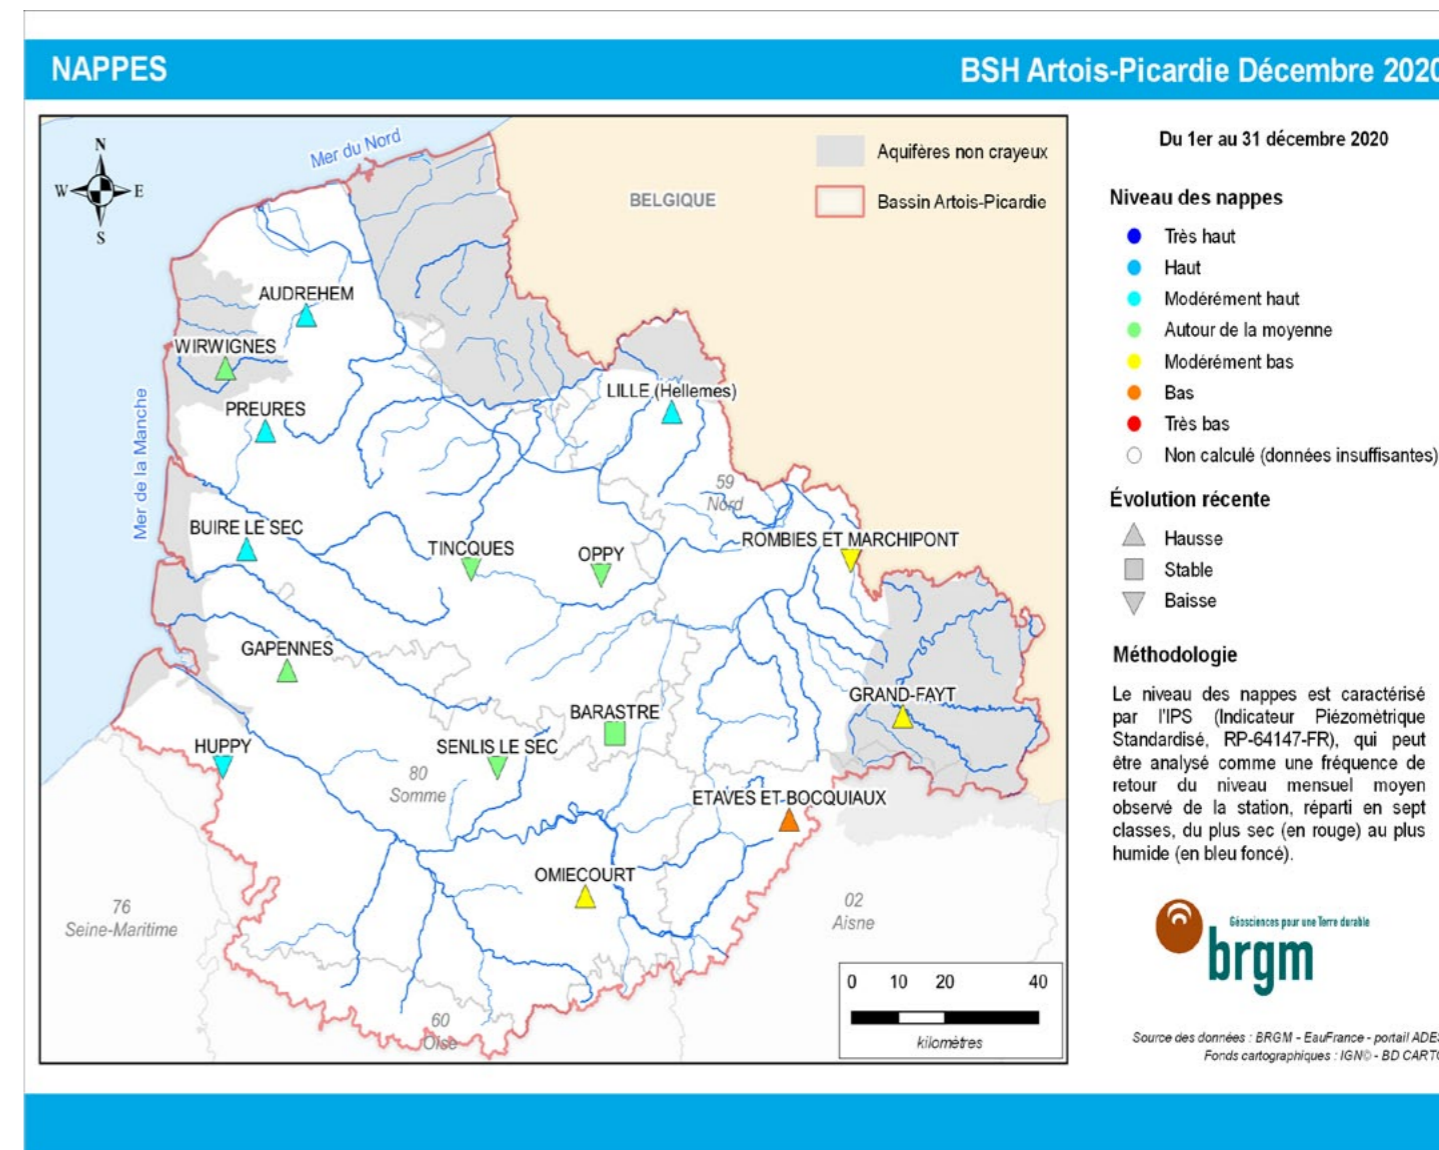 NAPPES
BSH Artois-Picardie Décembre 2020
N
W
E
S
Mer du Nord
Aquifères non crayeux
BELGIQUE
Bassin Artois-Picardie
AUDREHEM
WIRWIGNES
PREURES
LILLE (Hellemes)
Mer de la Manche
59
Nord
BUIRE LE SEC
TINCQUES
OPPY
ROMBIES ET MARCHIPONT
GAPENNES
GRAND-FAYT
BARASTRE
HUPPY
SENLIS LE SEC
80
Somme
ETAVES ET BOCQUIAUX
OMIECOURT
76
Seine-Maritime
02
Aisne
60
Oise
0 10 20 40
kilomètres
Du 1er au 31 décembre 2020
Niveau des nappes
Très haut
Haut
Modérément haut
Autour de la moyenne
Modérément bas
Bas
Très bas
Non calculé (données insuffisantes)
Évolution récente
Hausse
Stable
Baisse
Méthodologie
Le niveau des nappes est caractérisé
par l'IPS (Indicateur Piézométrique
Standardisé, RP-64147-FR), qui peut
être analysé comme une fréquence de
retour du niveau mensuel moyen
observé de la station, réparti en sept
classes, du plus sec (en rouge) au plus
humide (en bleu foncé).
Géosciences pour une Terre durable
brgm
Source des données : BRGM - EauFrance - portail ADES
Fonds cartographiques : IGN© - BD CARTO